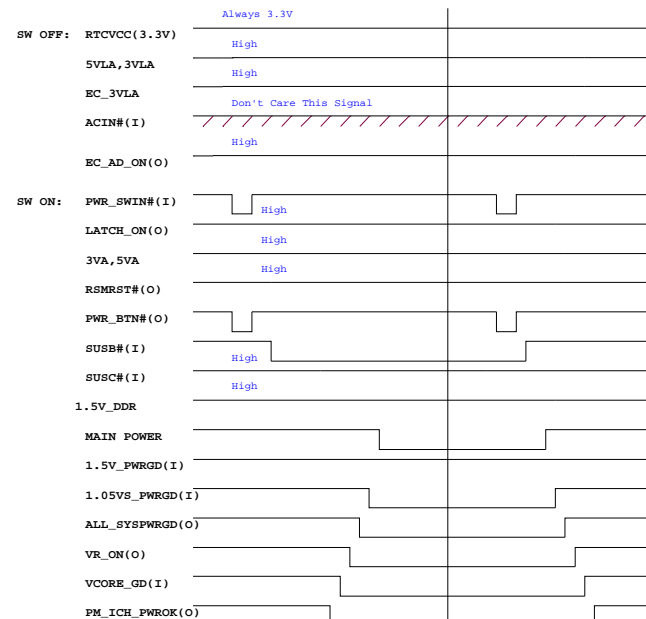 Always 3.3V
SW OFF: RTCVCC(3.3V)
High
5VLA,3VLA
High
EC_3VLA
Don't Care This Signal
ACIN#(I)
High
EC_AD_ON(O)
SW ON: PWR_SWIN#(I)
High
LATCH_ON(O)
High
3VA,5VA
High
RSMRST#(O)
PWR_BTN#(O)
SUSB#(I)
High
SUSC#(I)
High
1.5V_DDR
MAIN POWER
1.5V_PWRGD(I)
1.05VS_PWRGD(I)
ALL_SYSPWRGD(O)
VR_ON(O)
VCORE_GD(I)
PM_ICH_PWROK(O)